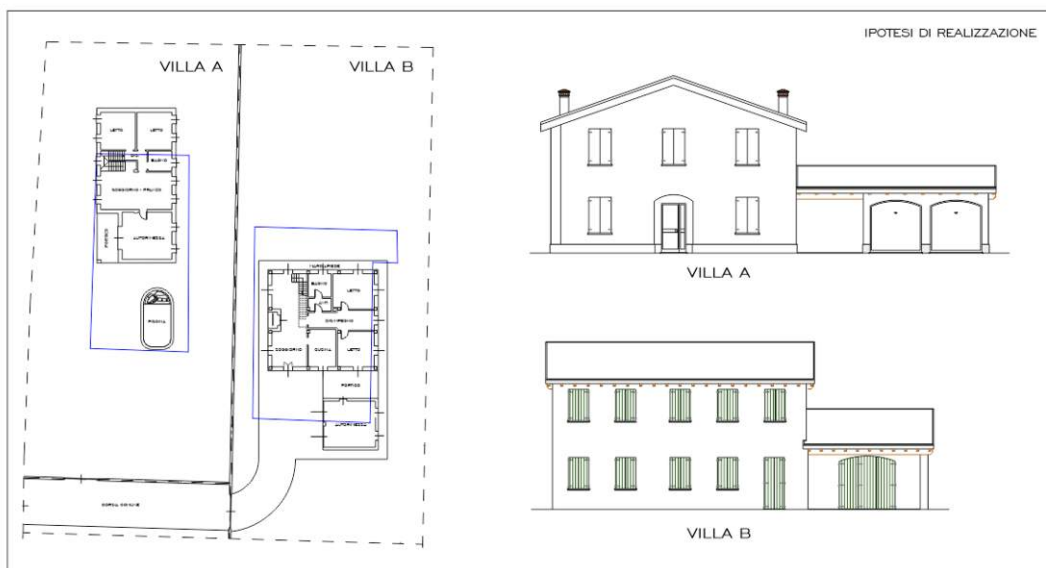 IPOTESI DI REALIZZAZIONE
VILLA A
VILLA B
LETTO
LETTO
BAGNO
SOGGIORNO - PRANZO
PORTICO
AUTORIMESSA
PISCINA
MARCIAPIEDE
BAGNO
LETTO
DISIMPEGNO
SOGGIORNO
CUCINA
LETTO
PORTICO
AUTORIMESSA
VILLA A
VILLA B